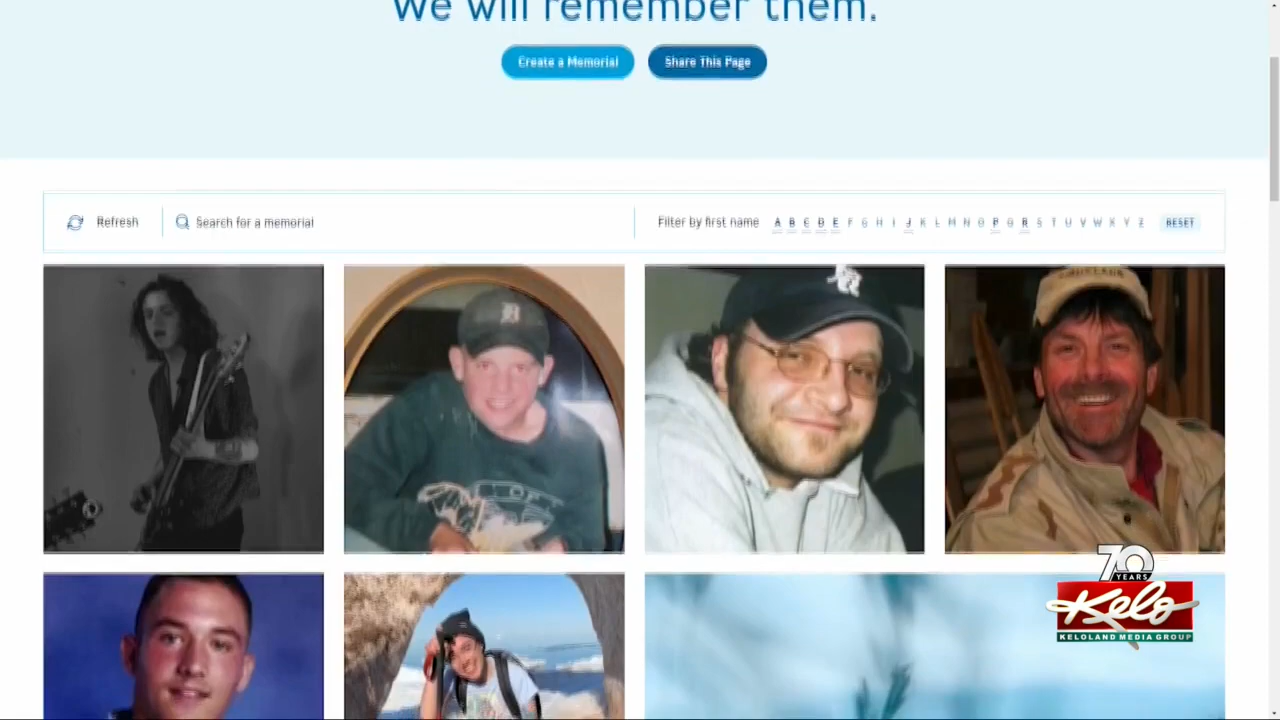 We will remember them.
Create a Memorial
Share This Page
Refresh
Search for a memorial
Filter by first name A B C D E F G H I J K L M N O P Q R S T U V W X Y Z RESET
D
70
YEARS
Kelo
KELOLAND MEDIA GROUP